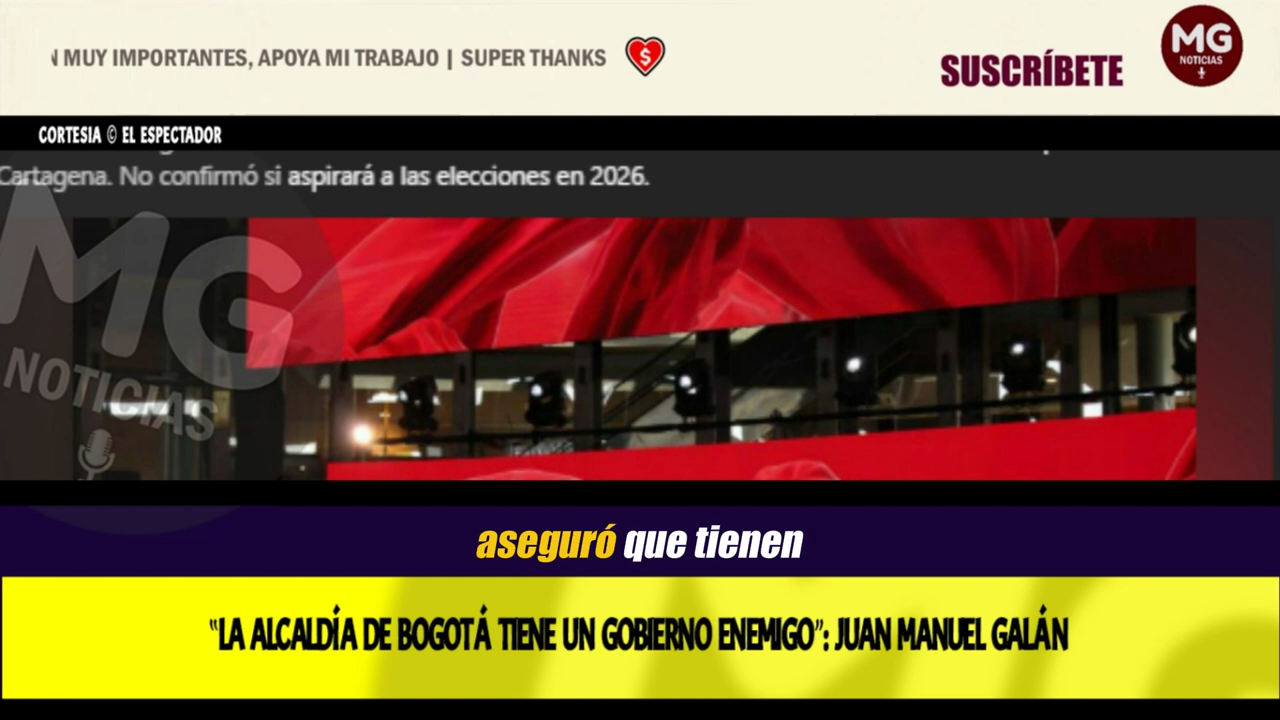 N MUY IMPORTANTES, APOYA MI TRABAJO | SUPER THANKS
SUSCRÍBETE
MG
NOTICIAS
CORTESIA © EL ESPECTADOR
Cartagena. No confirmó si aspirará a las elecciones en 2026.
MG
NOTICIAS
aseguró que tienen
“LA ALCALDÍA DE BOGOTÁ TIENE UN GOBIERNO ENEMIGO”: JUAN MANUEL GALÁN